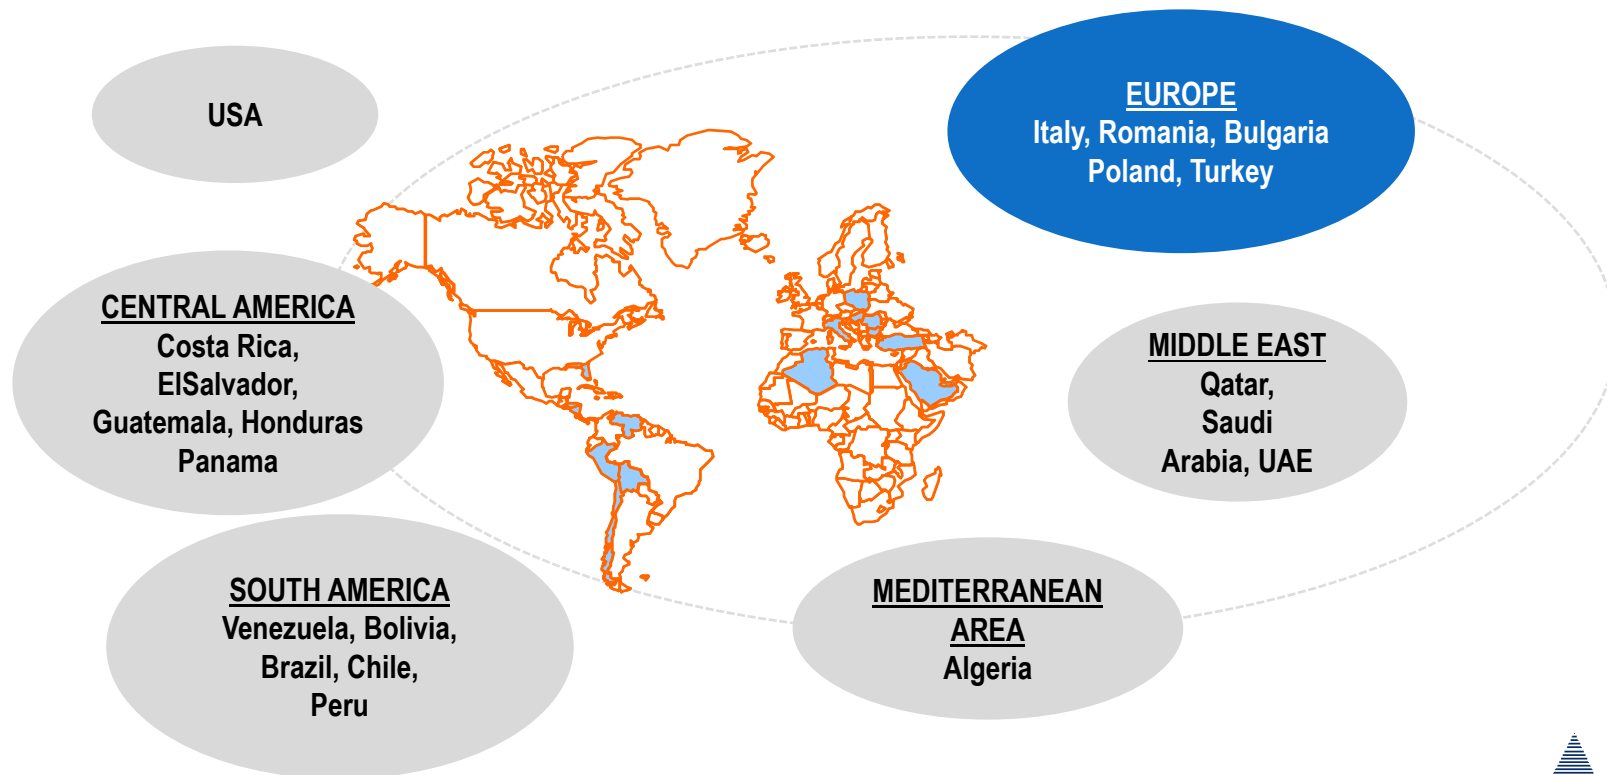 USA
EUROPE
Italy, Romania, Bulgaria
Poland, Turkey
CENTRAL AMERICA
Costa Rica,
ElSalvador,
Guatemala, Honduras
Panama
MIDDLE EAST
Qatar,
Saudi
Arabia, UAE
SOUTH AMERICA
Venezuela, Bolivia,
Brazil, Chile,
Peru
MEDITERRANEAN
AREA
Algeria